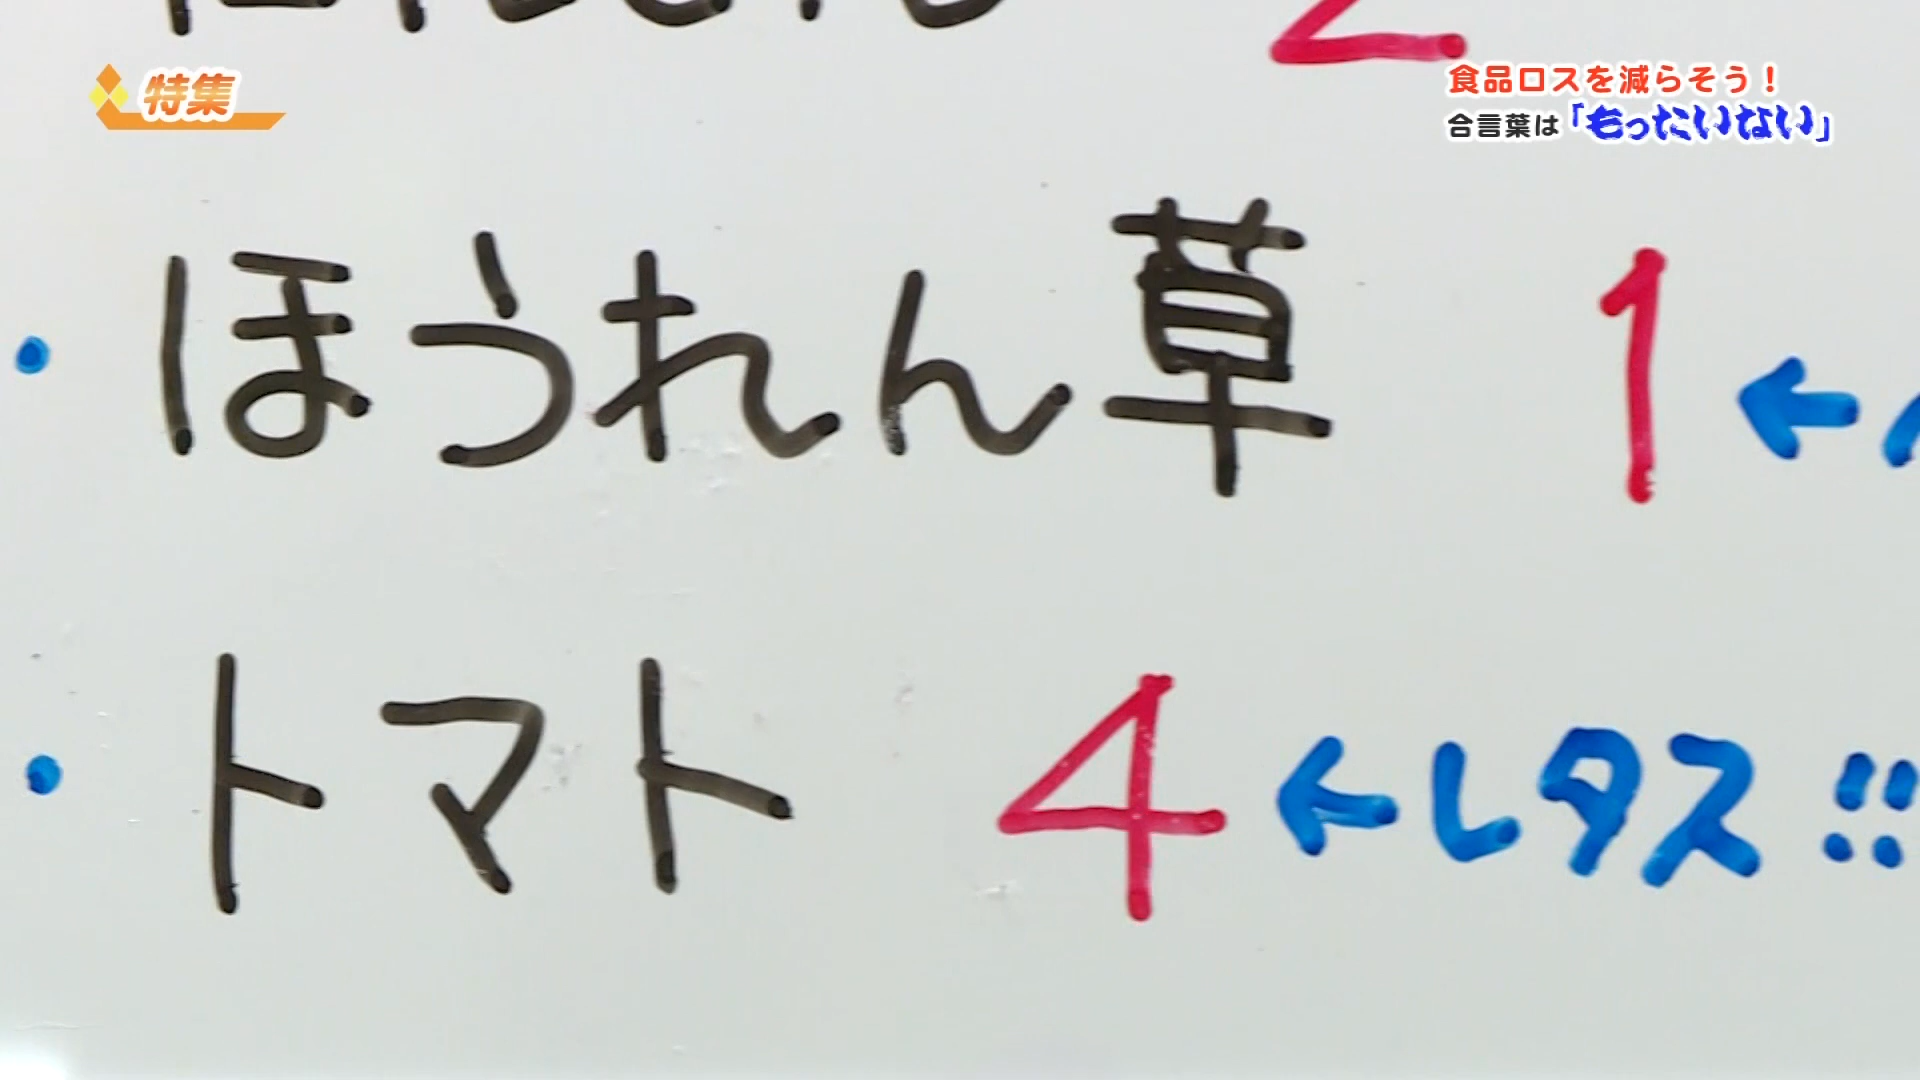 特集
食品ロスを減らそう！
合言葉は「もったいない」
2
・ほうれん草 1 ←
・トマト 4 ←レタス!!